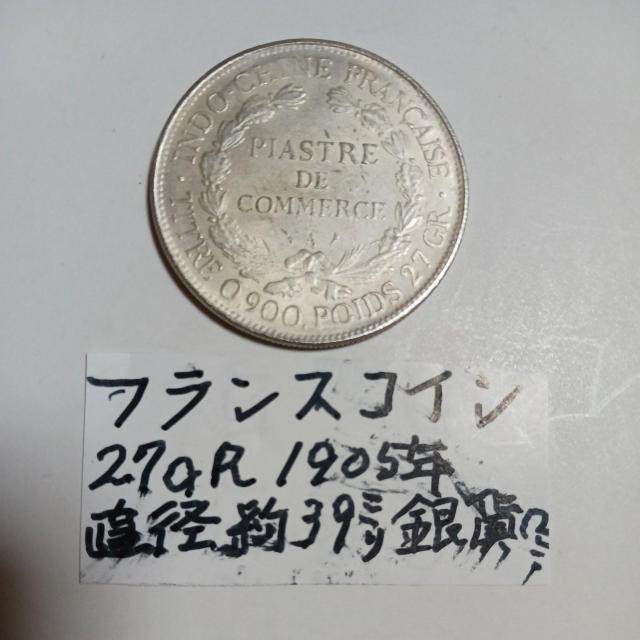 INDO-CHINE FRANÇAISE
PIASTRE
DE
COMMERCE
TITRE 0.900. POIDS 27 GR.
フランスコイン
27GR 1905年
直径約39ミリ 銀貨